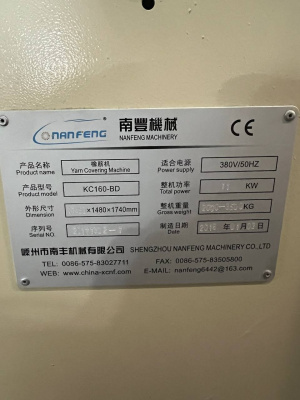 NANFENG 南豐機械 CE
NANFENG MACHINERY
产品名称 Product name 橡筋机 Yarn Covering Machine 适合电源 Power supply 380V/50HZ
产品型号 Product model KC160-BD 整机功率 Total power KW
外形尺寸 Dimension ×1480×1740mm 整机重量 Gross weight KG
序列号 Serial NO. 制造日期 Date 年 月 日
嵊州市南丰机械有限公司 SHENGZHOU NANFENG MACHINERY CO.,LTD
TEL: 0086-575-83027711 FAX: 0086-575-83505800
WEB: www.china-xcnf.com E-MAIL: nanfeng6442@163.com